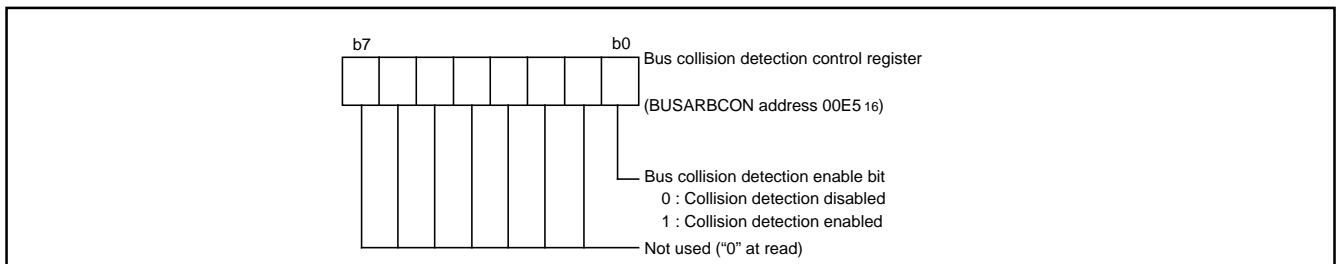 b7 b0
Bus collision detection control register
(BUSARBCON address 00E5 16)
Bus collision detection enable bit
0 : Collision detection disabled
1 : Collision detection enabled
Not used (“0” at read)